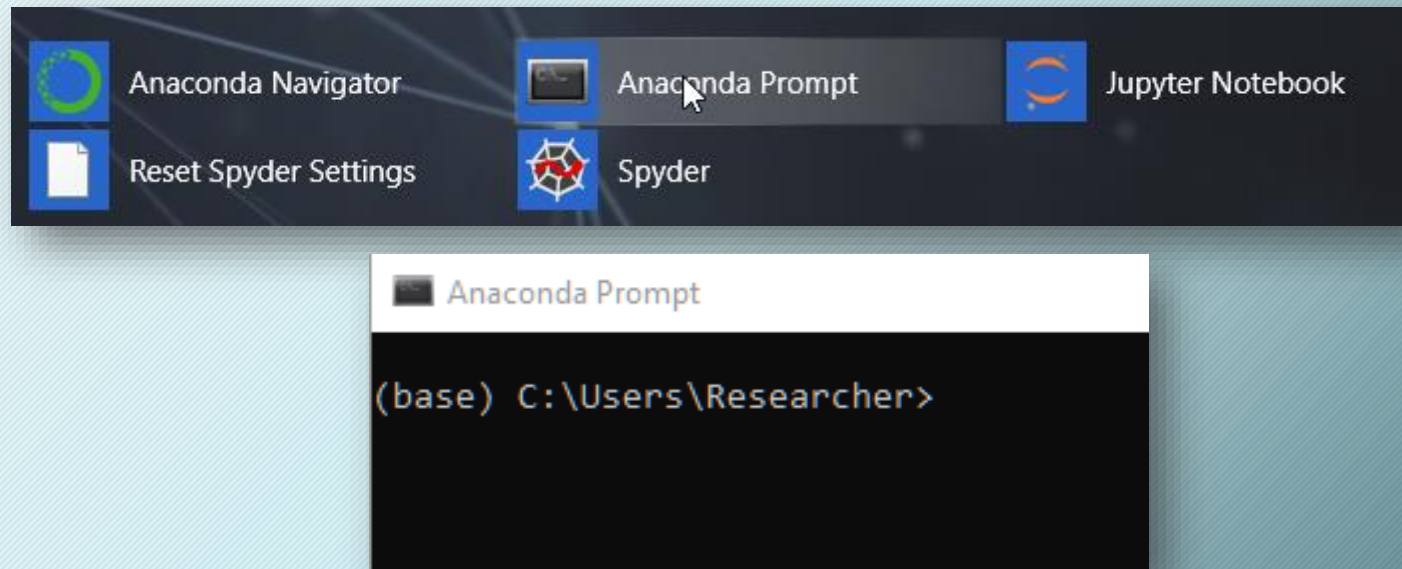 Anaconda Navigator
Anaconda Prompt
Jupyter Notebook
Reset Spyder Settings
Spyder
Anaconda Prompt
(base) C:\Users\Researcher>